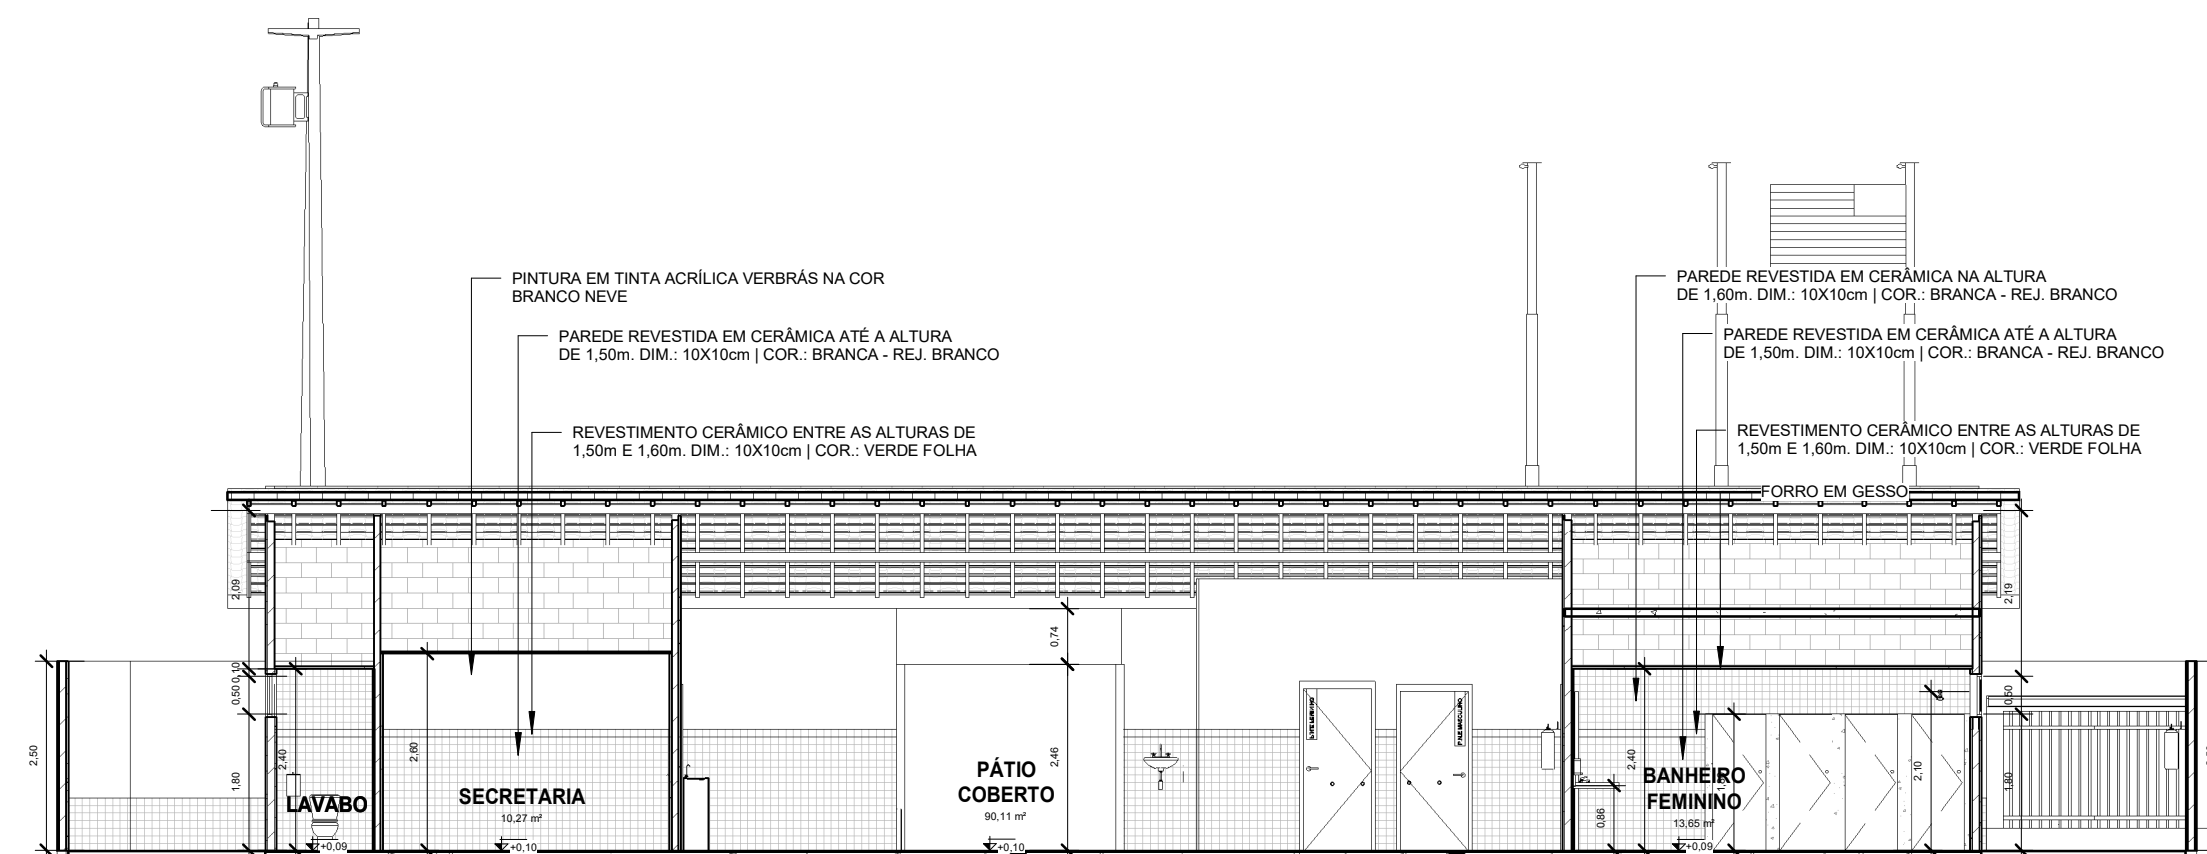 PINTURA EM TINTA ACRÍLICA VERBRÁS NA COR
BRANCO NEVE
PAREDE REVESTIDA EM CERÂMICA ATÉ A ALTURA
DE 1,50m. DIM.: 10X10cm | COR.: BRANCA - REJ. BRANCO
REVESTIMENTO CERÂMICO ENTRE AS ALTURAS DE
1,50m E 1,60m. DIM.: 10X10cm | COR.: VERDE FOLHA
PAREDE REVESTIDA EM CERÂMICA NA ALTURA
DE 1,60m. DIM.: 10X10cm | COR.: BRANCA - REJ. BRANCO
PAREDE REVESTIDA EM CERÂMICA ATÉ A ALTURA
DE 1,50m. DIM.: 10X10cm | COR.: BRANCA - REJ. BRANCO
REVESTIMENTO CERÂMICO ENTRE AS ALTURAS DE
1,50m E 1,60m. DIM.: 10X10cm | COR.: VERDE FOLHA
FORRO EM GESSO
2,50
2,09
0,10
0,50
1,80
2,40
LAVABO
+0,09
2,60
SECRETARIA
10,27 m²
+0,10
0,74
2,46
PÁTIO
COBERTO
90,11 m²
+0,10
2,40
0,86
BANHEIRO
FEMININO
13,65 m²
+0,09
2,10
2,19
0,50
1,80